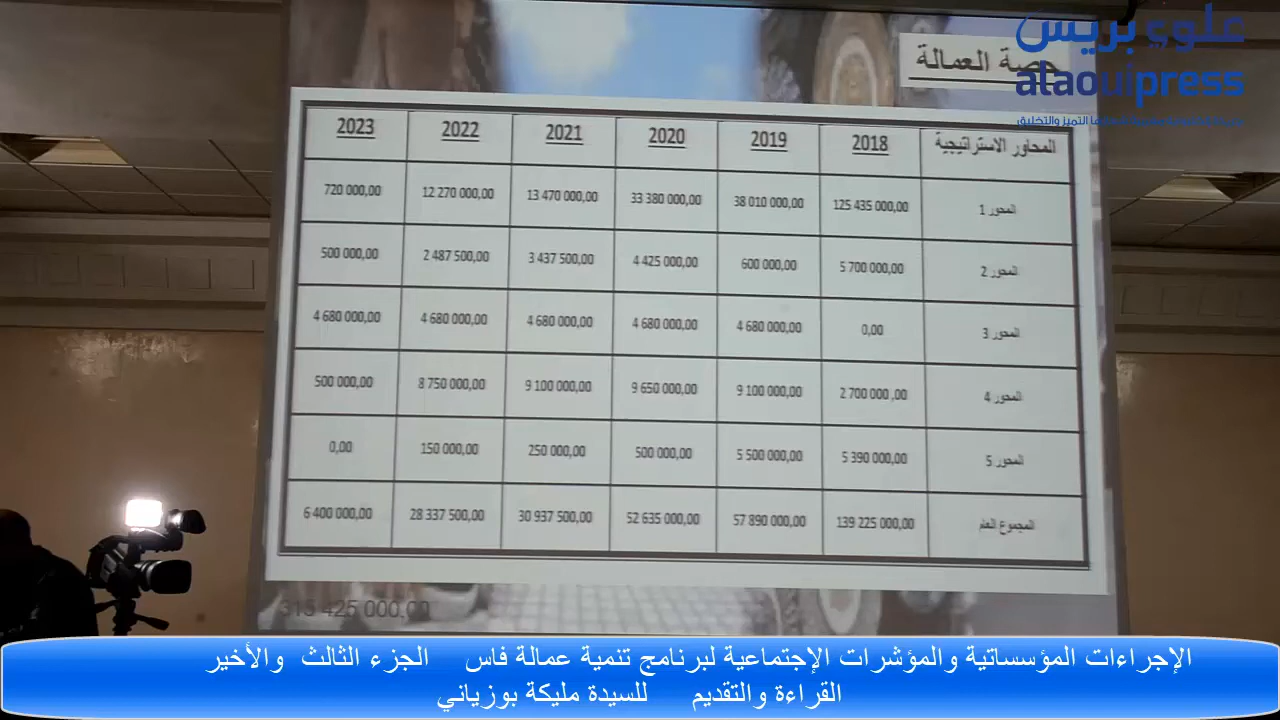 علوي بريس
alaouipress
حصة العمالة
المحاور الاستراتيجية 2018 2019 2020 2021 2022 2023
المحور 1 125 435 000,00 38 010 000,00 33 380 000,00 13 470 000,00 12 270 000,00 720 000,00
المحور 2 5 700 000,00 600 000,00 4 425 000,00 3 437 500,00 2 487 500,00 500 000,00
المحور 3 0,00 4 680 000,00 4 680 000,00 4 680 000,00 4 680 000,00 4 680 000,00
المحور 4 2 700 000 ,00 9 100 000,00 9 650 000,00 9 100 000,00 8 750 000,00 500 000,00
المحور 5 5 390 000,00 5 500 000,00 500 000,00 250 000,00 150 000,00 0,00
المجموع العام 139 225 000,00 57 890 000,00 52 635 000,00 30 937 500,00 28 337 500,00 6 400 000,00
315 425 000,00
الإجراءات المؤسساتية والمؤشرات الإجتماعية لبرنامج تنمية عمالة فاس الجزء الثالث والأخير
القراءة والتقديم للسيدة مليكة بوزياني